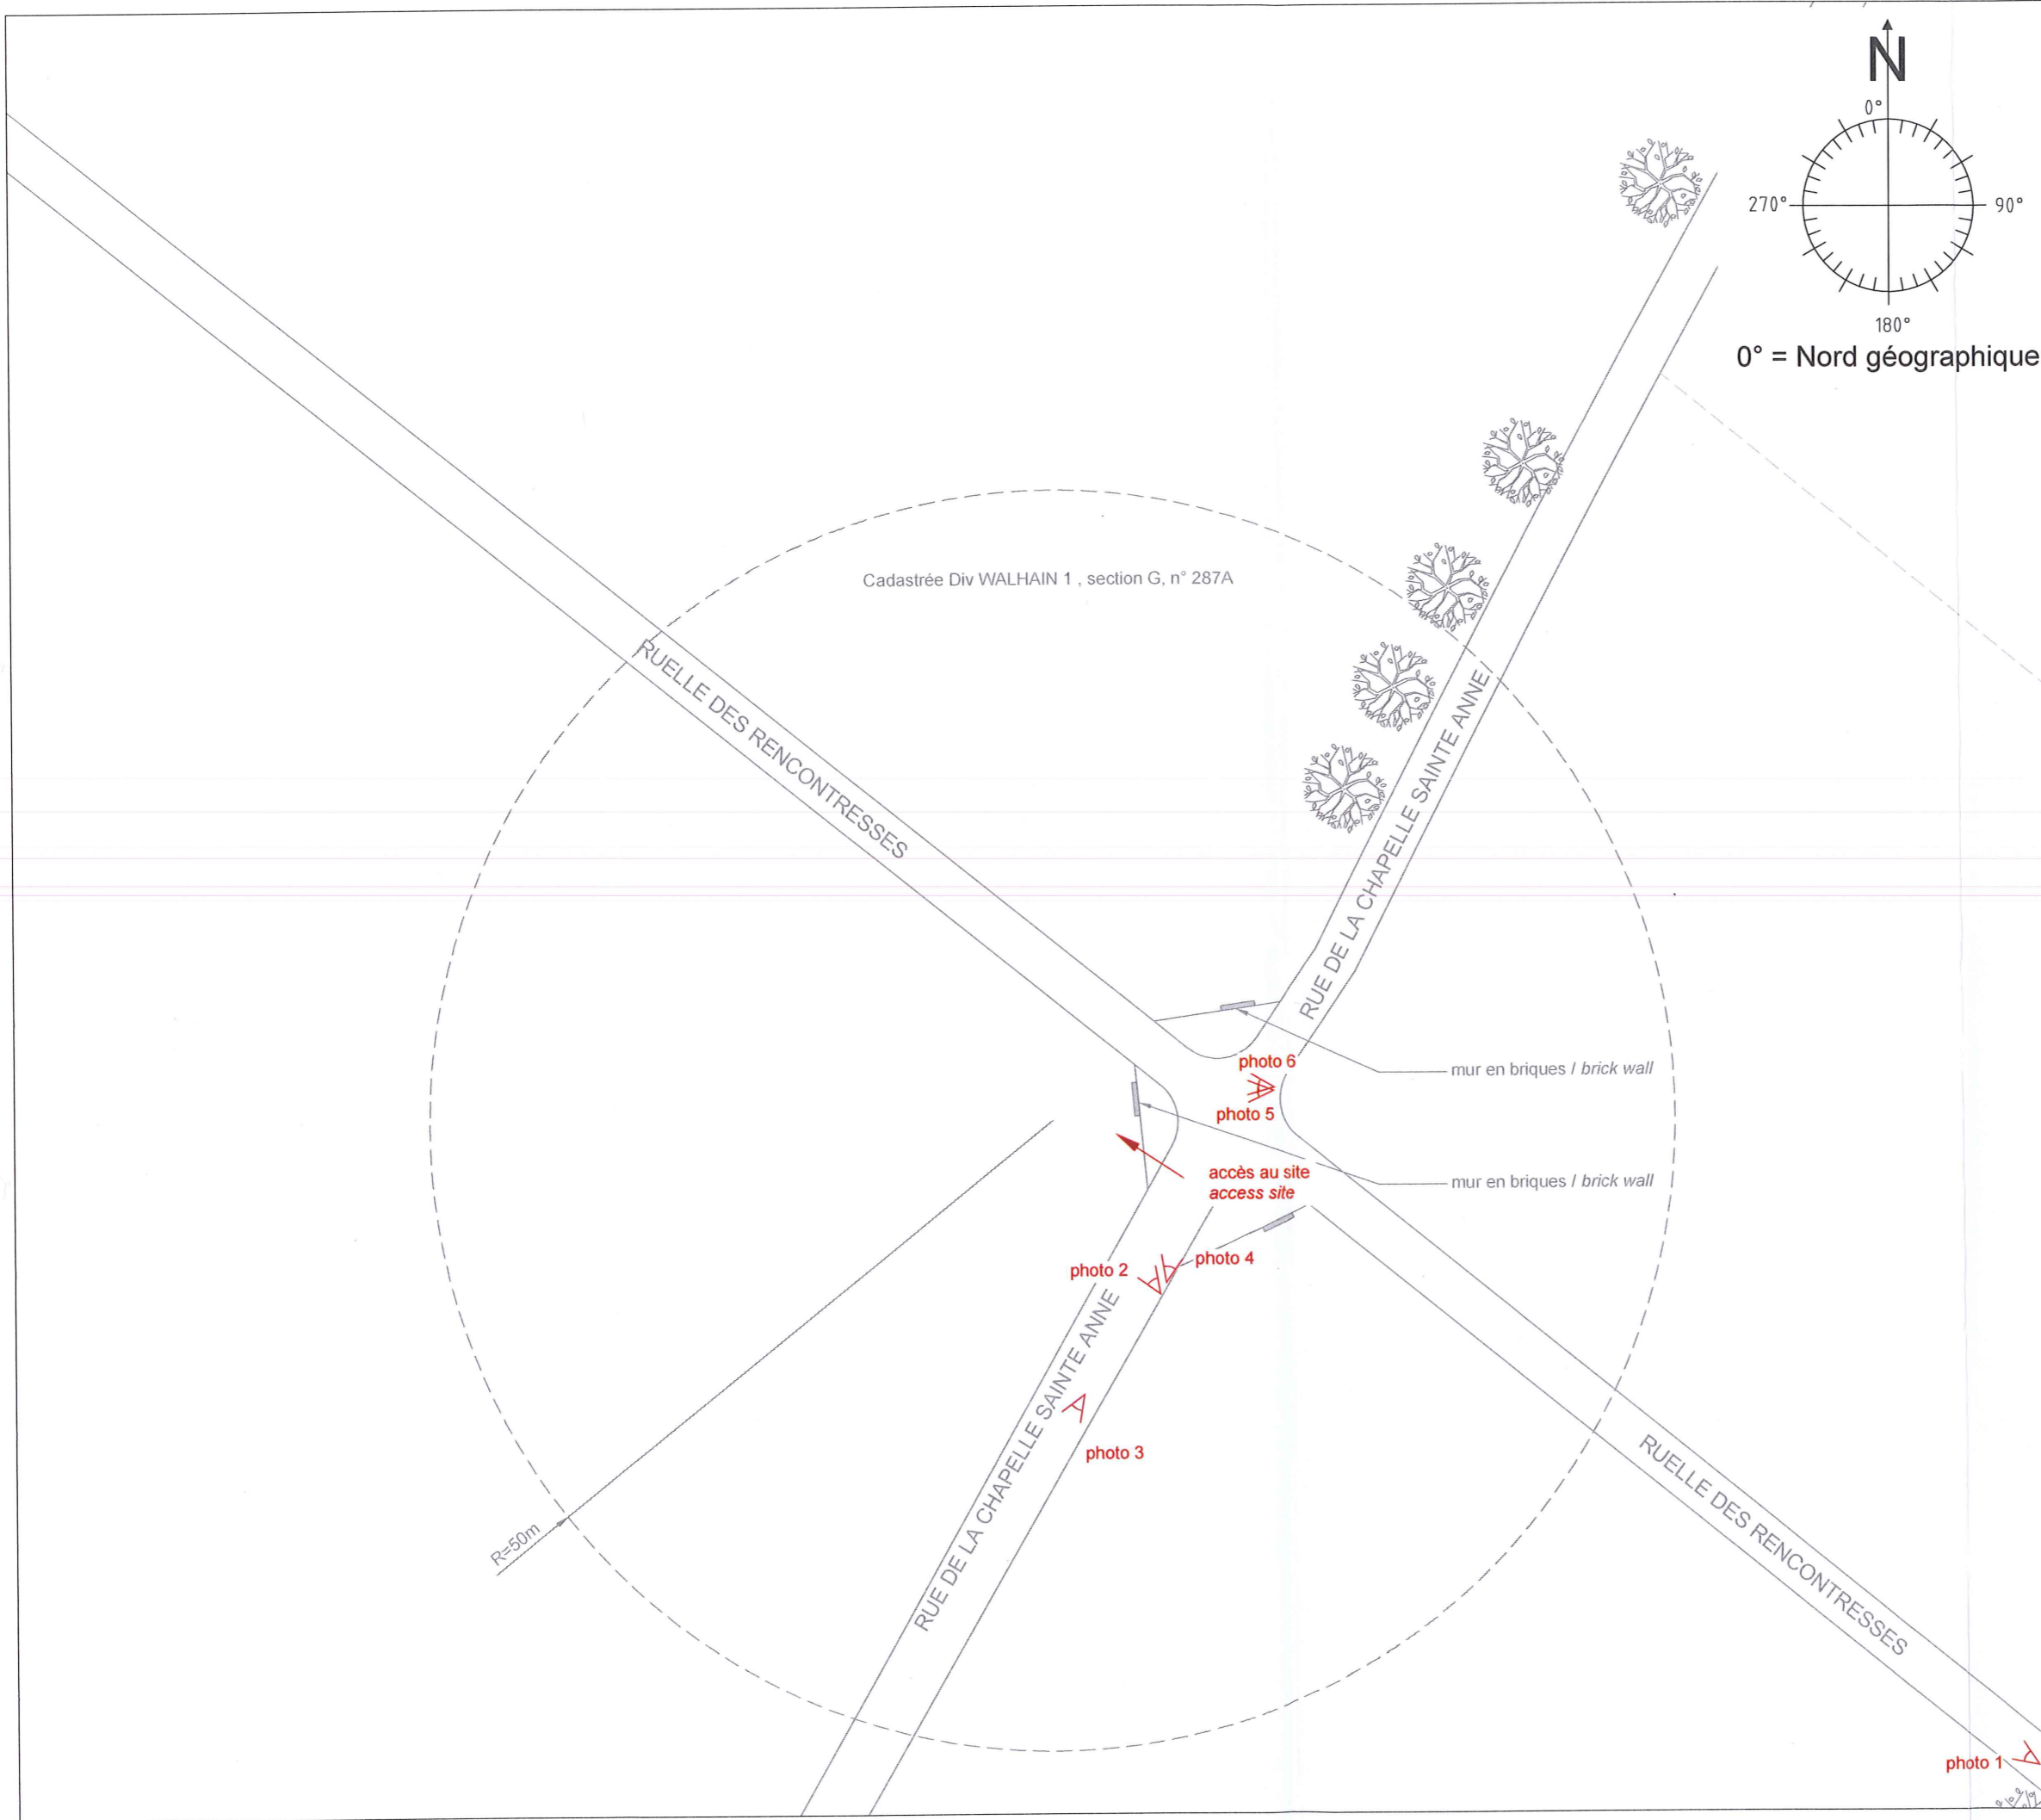 N
0°
270°
90°
180°
0° = Nord géographique
Cadastrée Div WALHAIN 1 , section G, n° 287A
RUELLE DES RENCONTRESSES
RUE DE LA CHAPELLE SAINTE ANNE
photo 6
mur en briques / brick wall
photo 5
accès au site
access site
mur en briques / brick wall
photo 2
photo 4
RUE DE LA CHAPELLE SAINTE ANNE
photo 3
R=50m
RUELLE DES RENCONTRESSES
photo 1